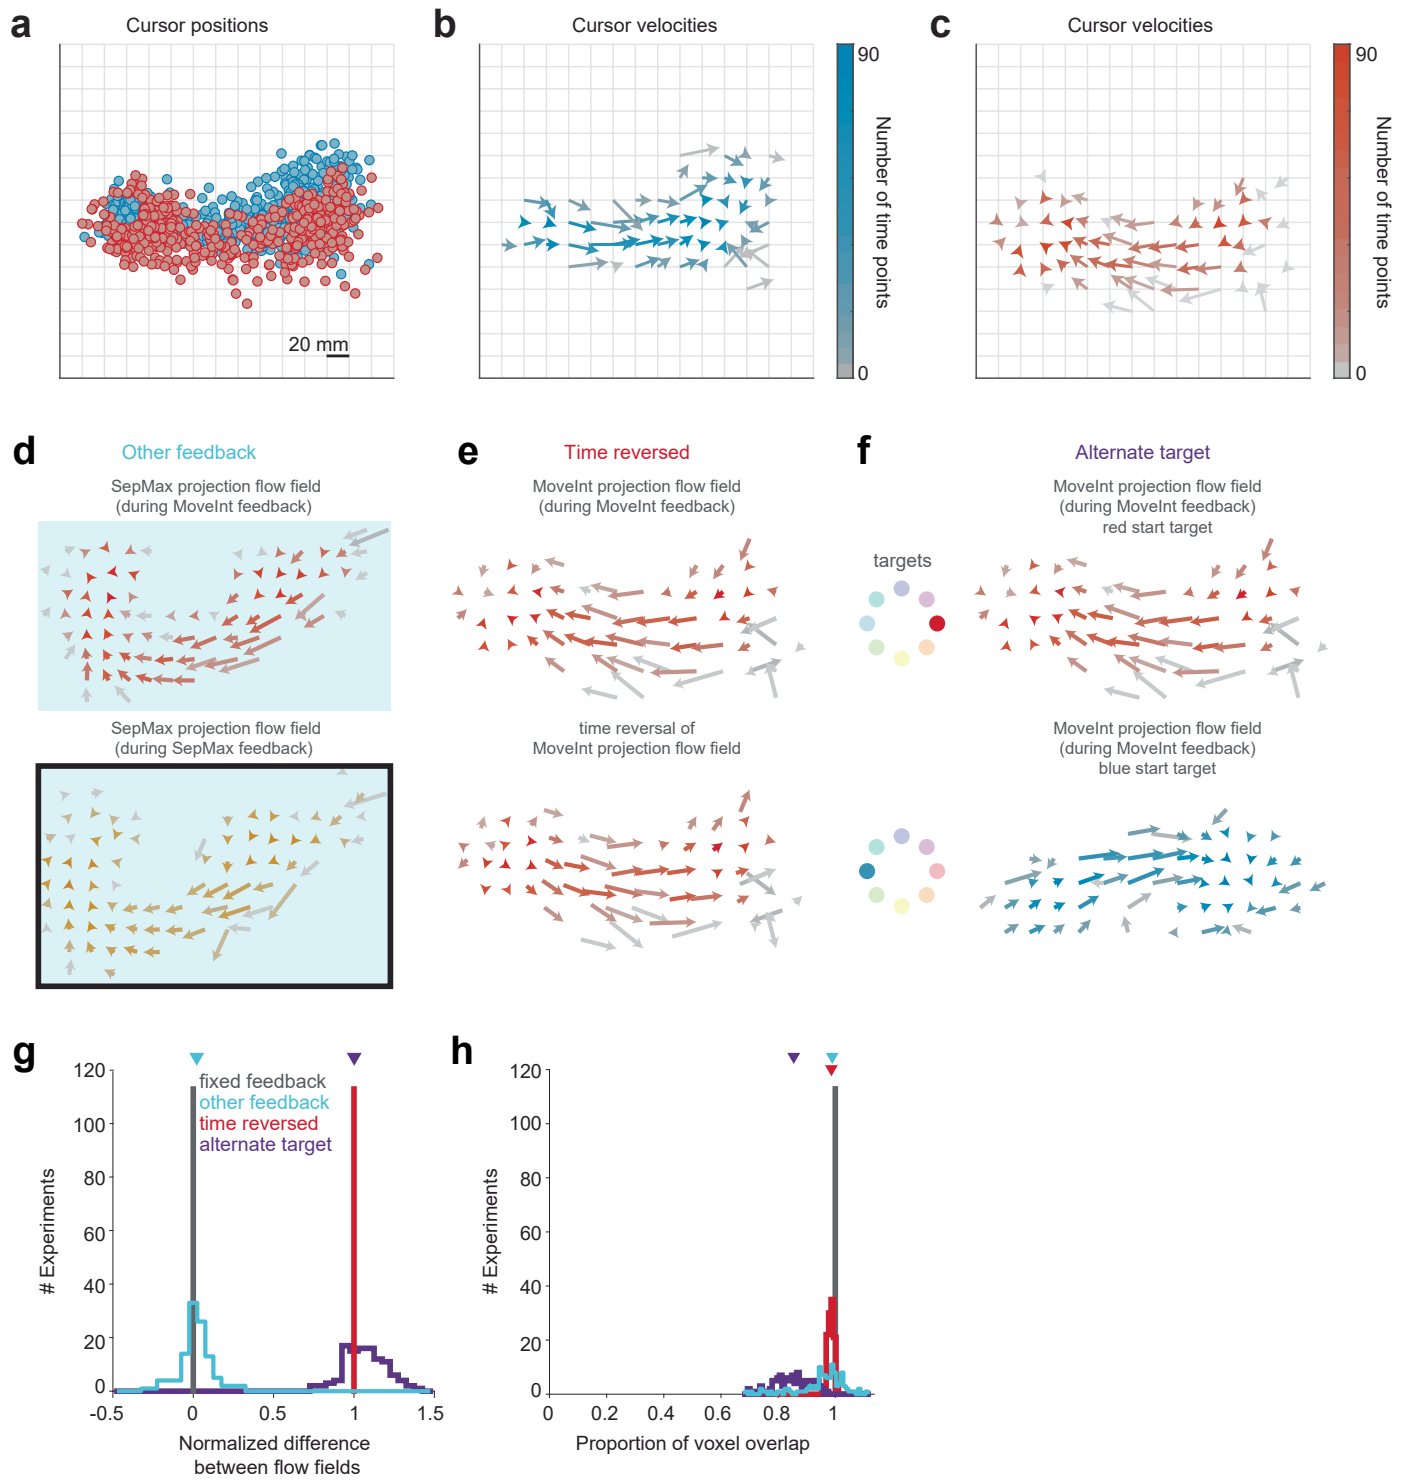 a
Cursor positions
20 mm
b
Cursor velocities
90
0
Number of time points
c
Cursor velocities
90
0
Number of time points
d
Other feedback
SepMax projection flow field
(during MoveInt feedback)
SepMax projection flow field
(during SepMax feedback)
e
Time reversed
MoveInt projection flow field
(during MoveInt feedback)
time reversal of
MoveInt projection flow field
f
Alternate target
MoveInt projection flow field
(during MoveInt feedback)
red start target
targets
MoveInt projection flow field
(during MoveInt feedback)
blue start target
g
120
100
80
60
40
20
0
# Experiments
fixed feedback
other feedback
time reversed
alternate target
-0.5
0
0.5
1
1.5
Normalized difference
between flow fields
h
120
100
80
60
40
20
0
# Experiments
0
0.2
0.4
0.6
0.8
1
Proportion of voxel overlap